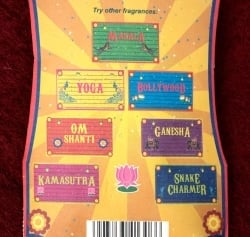 Try other fragrances:
MASALA
YOGA
BOLLYWOOD
OM
SHANTI
GANESHA
KAMASUTRA
SNAKE
CHARMER